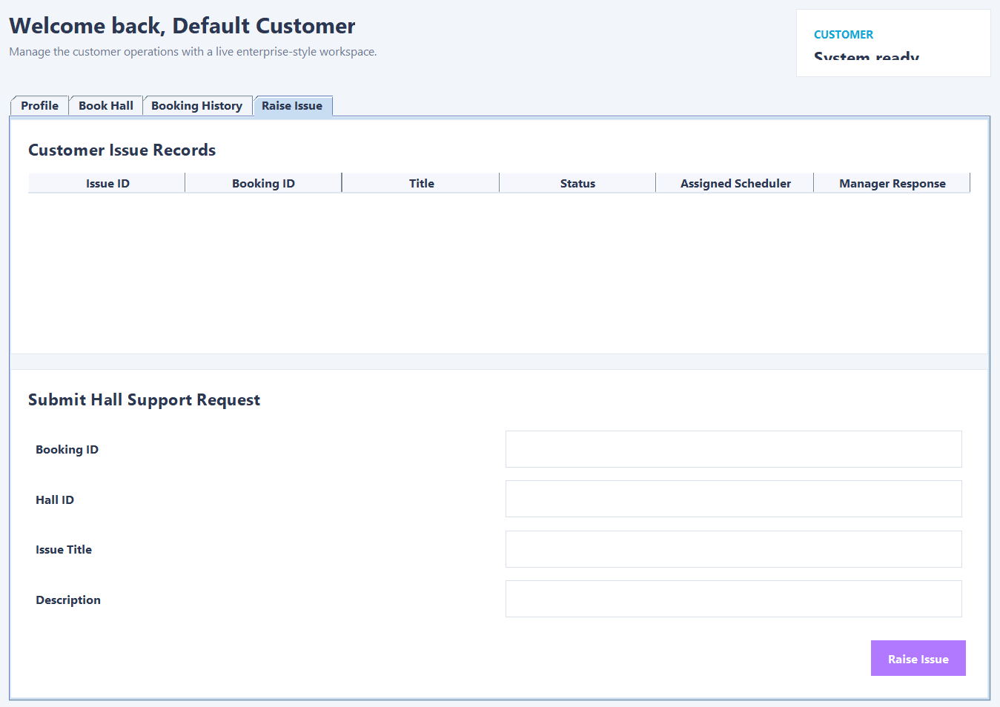 Welcome back, Default Customer
Manage the customer operations with a live enterprise-style workspace.
CUSTOMER
System ready
Profile
Book Hall
Booking History
Raise Issue
Customer Issue Records
Issue ID
Booking ID
Title
Status
Assigned Scheduler
Manager Response
Submit Hall Support Request
Booking ID
Hall ID
Issue Title
Description
Raise Issue